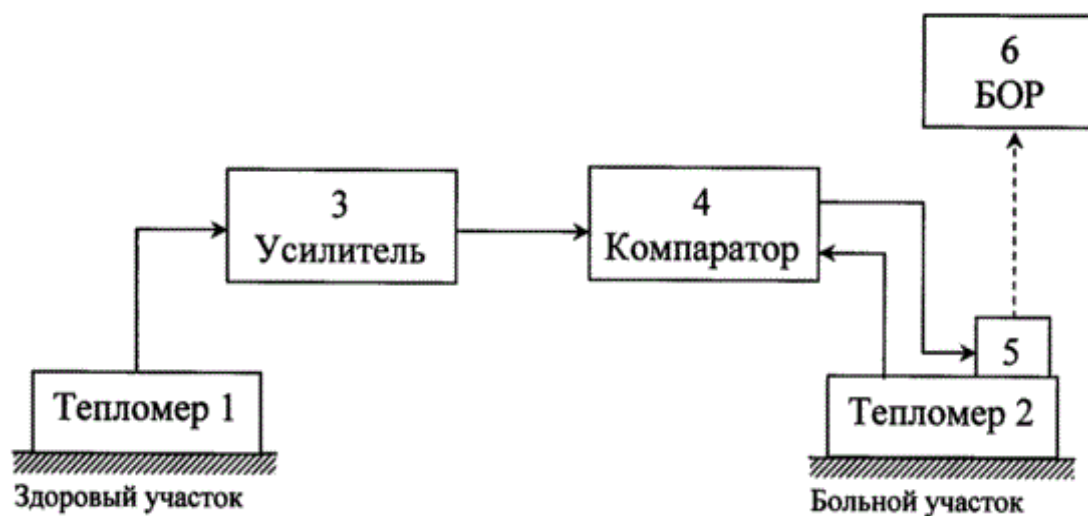 6
БОР
3
Усилитель
4
Компаратор
5
Тепломер 1
Тепломер 2
Здоровый участок
Больной участок